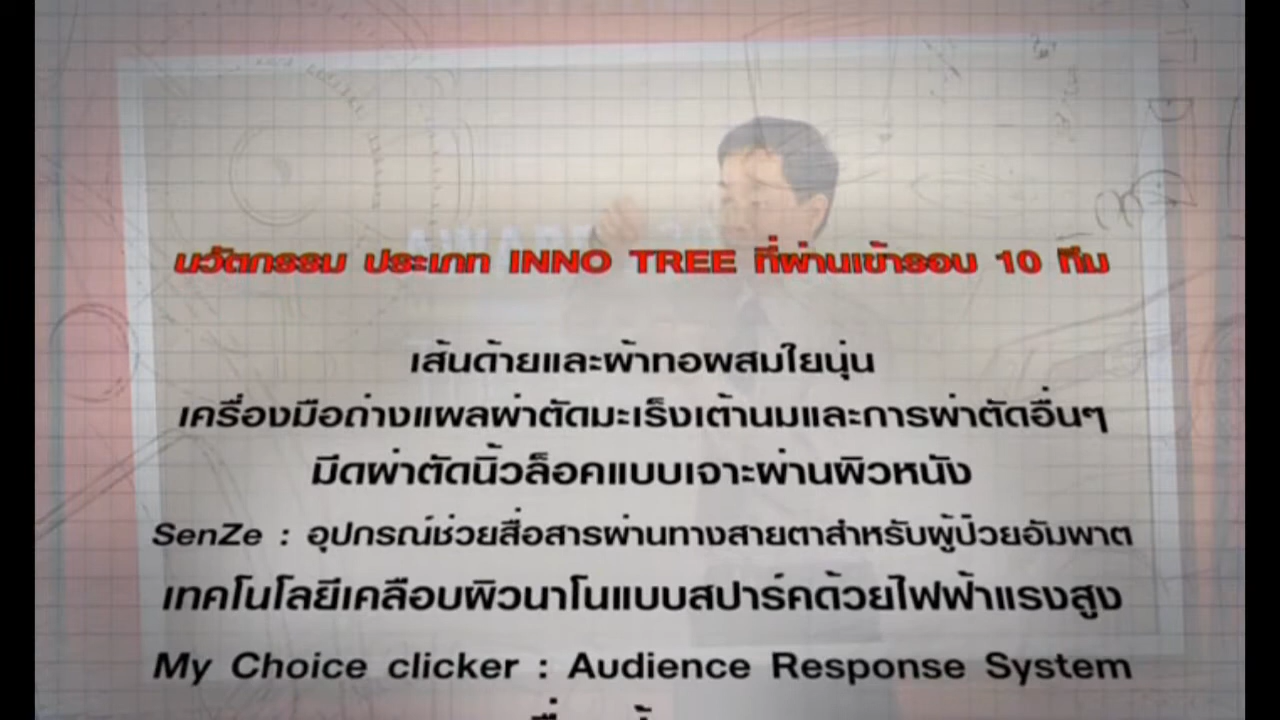 นวัตกรรม ประเภท INNO TREE ที่ผ่านเข้ารอบ 10 ทีม
เส้นด้ายและผ้าทอผสมใยนุ่น
เครื่องมือถ่างแผลผ่าตัดมะเร็งเต้านมและการผ่าตัดอื่นๆ
มีดผ่าตัดนิ้วล็อคแบบเจาะผ่านผิวหนัง
SenZe : อุปกรณ์ช่วยสื่อสารผ่านทางสายตาสำหรับผู้ป่วยอัมพาต
เทคโนโลยีเคลือบผิวนาโนแบบสปาร์คด้วยไฟฟ้าแรงสูง
My Choice clicker : Audience Response System